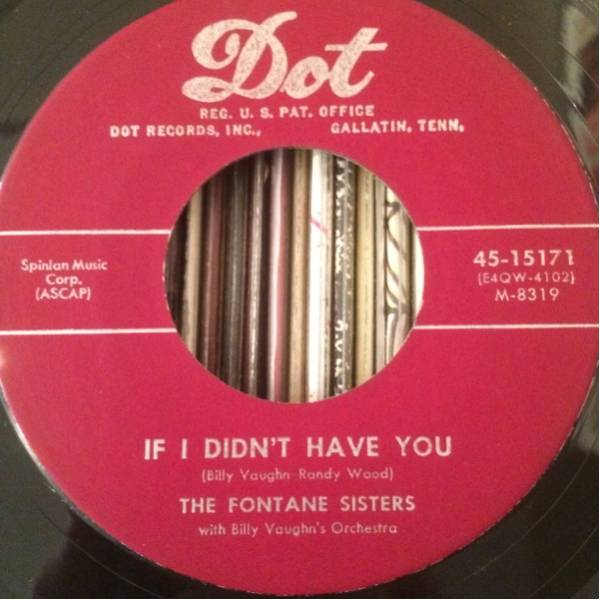 Dot
REG. U. S. PAT. OFFICE
DOT RECORDS, INC., GALLATIN, TENN.
Spinlan Music
Corp.
(ASCAP)
45-15171
(E4QW-4102)
M-8319
IF I DIDN'T HAVE YOU
(Billy Vaughn-Randy Wood)
THE FONTANE SISTERS
with Billy Vaughn's Orchestra